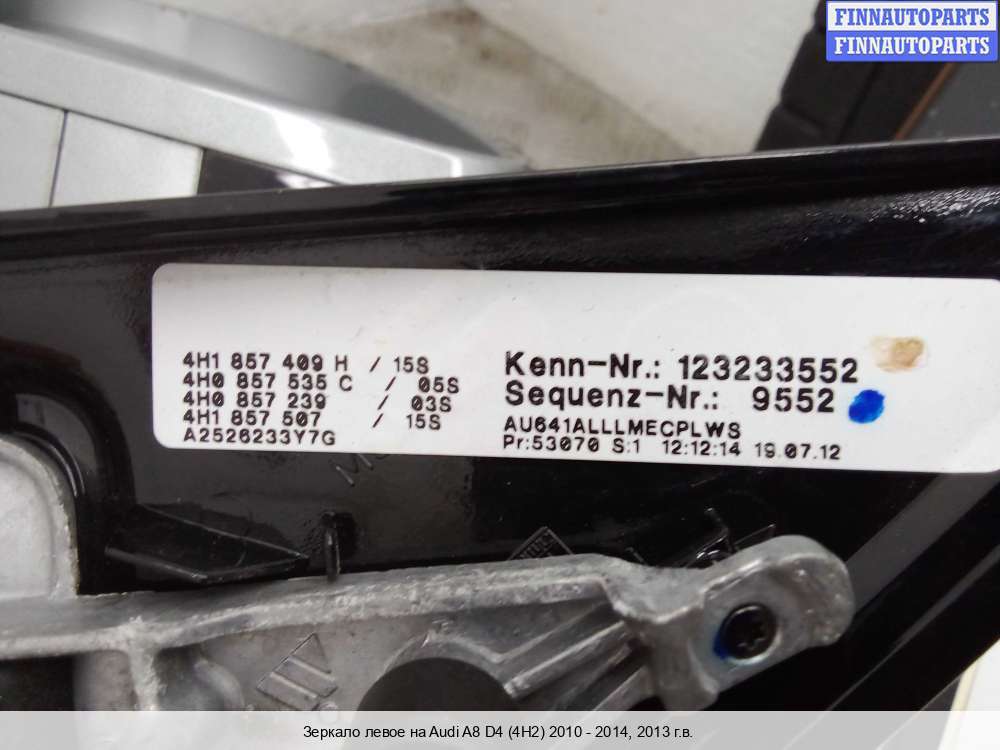 FINNAUTOPARTS
FINNAUTOPARTS
4H1 857 409 H / 15S
4H0 857 535 C / 05S
4H0 857 239 / 03S
4H1 857 507 / 15S
A2526233Y7G
Kenn-Nr.: 123233552
Sequenz-Nr.: 9552
AU641ALLLMECPLWS
Pr:53070 S:1 12:12:14 19.07.12
Зеркало левое на Audi A8 D4 (4H2) 2010 - 2014, 2013 г.в.